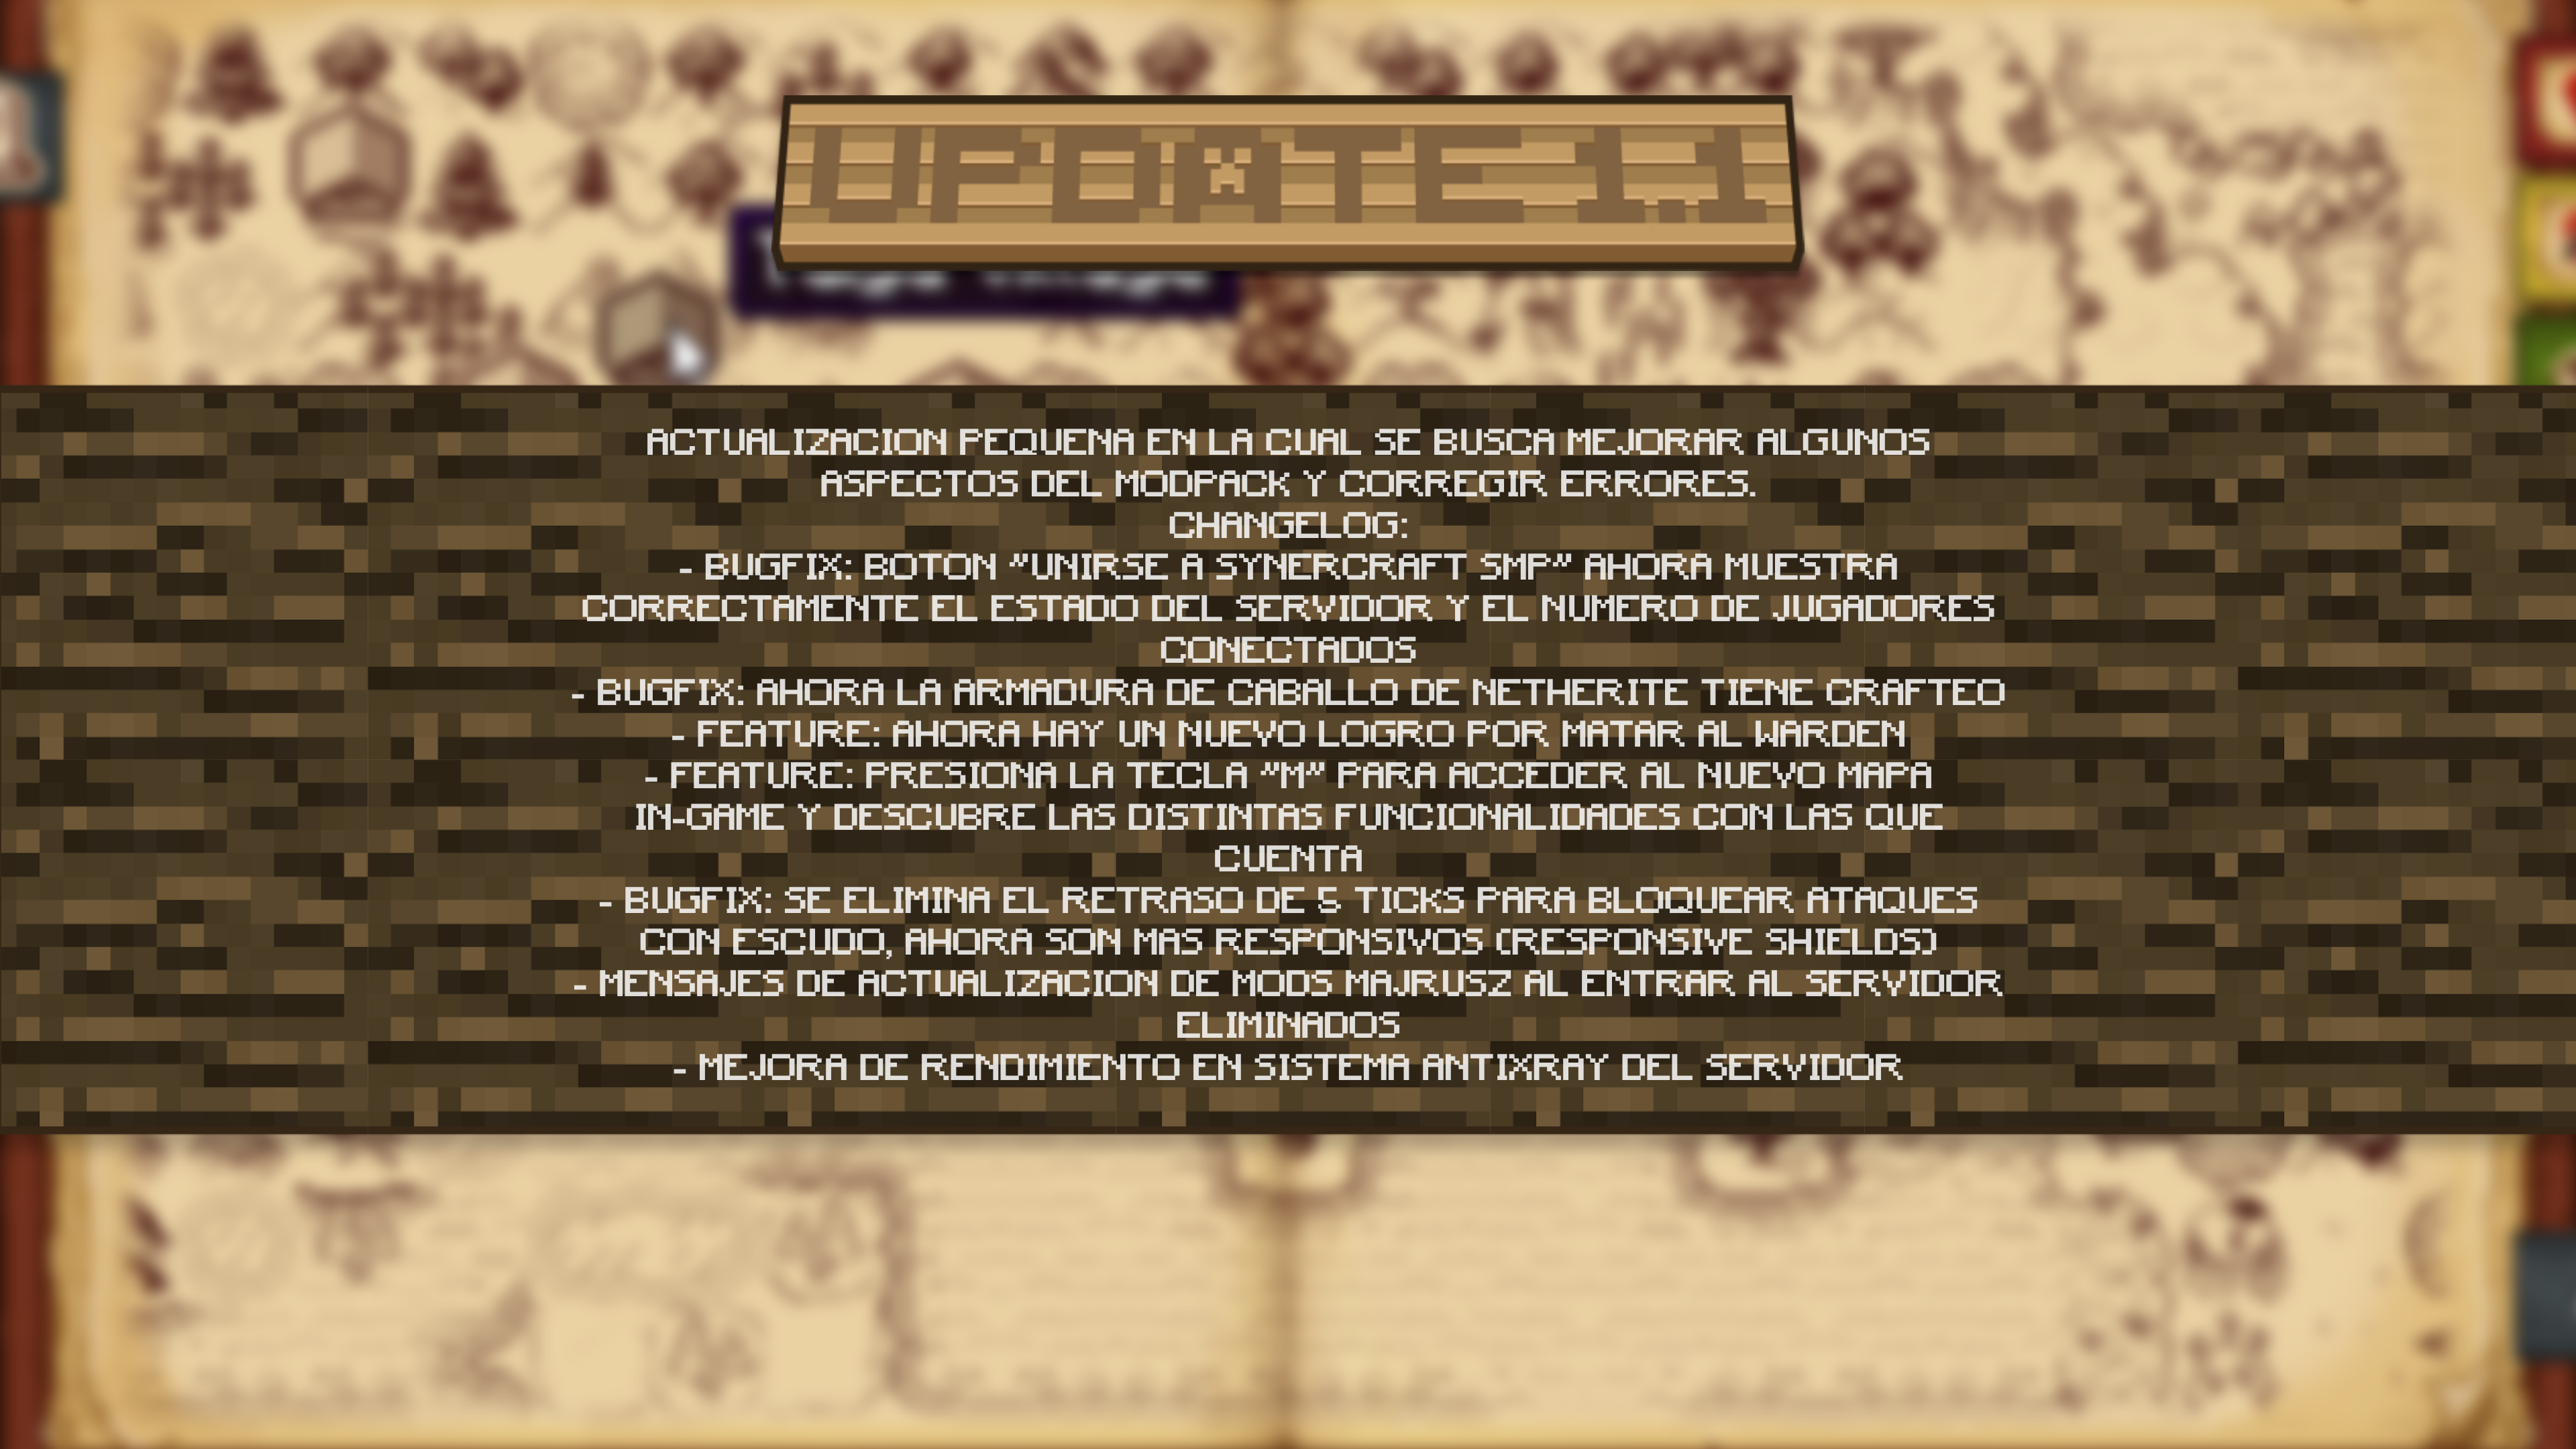 UPDATE 1.1
ACTUALIZACION PEQUENA EN LA CUAL SE BUSCA MEJORAR ALGUNOS
ASPECTOS DEL MODPACK Y CORREGIR ERRORES.
CHANGELOG:
- BUGFIX: BOTON "UNIRSE A SYNERCRAFT SMP" AHORA MUESTRA
CORRECTAMENTE EL ESTADO DEL SERVIDOR Y EL NUMERO DE JUGADORES
CONECTADOS
- BUGFIX: AHORA LA ARMADURA DE CABALLO DE NETHERITE TIENE CRAFTEO
- FEATURE: AHORA HAY UN NUEVO LOGRO POR MATAR AL WARDEN
- FEATURE: PRESIONA LA TECLA "M" PARA ACCEDER AL NUEVO MAPA
IN-GAME Y DESCUBRE LAS DISTINTAS FUNCIONALIDADES CON LAS QUE
CUENTA
- BUGFIX: SE ELIMINA EL RETRASO DE 5 TICKS PARA BLOQUEAR ATAQUES
CON ESCUDO, AHORA SON MAS RESPONSIVOS (RESPONSIVE SHIELDS)
- MENSAJES DE ACTUALIZACION DE MODS MAJRUSZ AL ENTRAR AL SERVIDOR
ELIMINADOS
- MEJORA DE RENDIMIENTO EN SISTEMA ANTIXRAY DEL SERVIDOR